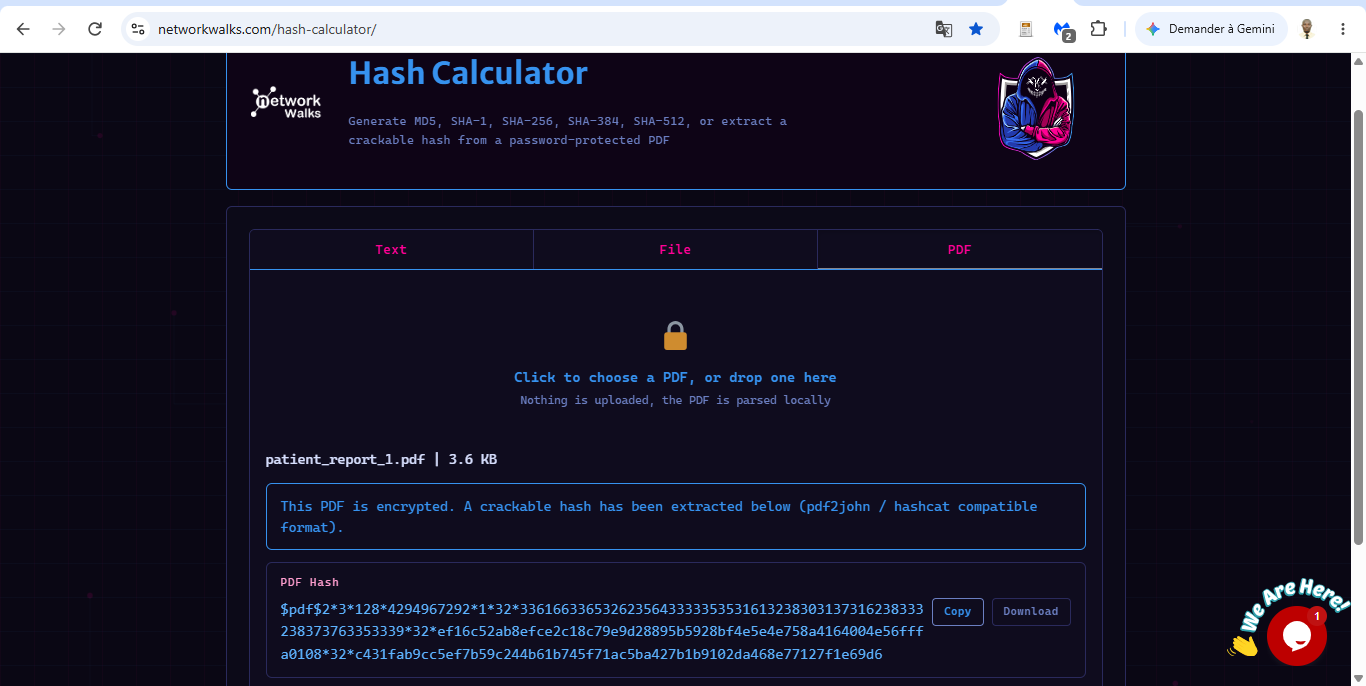 networkwalks.com/hash-calculator/
2
Demander à Gemini
network
Walks
Hash Calculator
Generate MD5, SHA-1, SHA-256, SHA-384, SHA-512, or extract a
crackable hash from a password-protected PDF
Text
File
PDF
Click to choose a PDF, or drop one here
Nothing is uploaded, the PDF is parsed locally
patient_report_1.pdf | 3.6 KB
This PDF is encrypted. A crackable hash has been extracted below (pdf2john / hashcat compatible
format).
PDF Hash
$pdf$2*3*128*4294967292*1*32*3361663365326235643333353531613238303137316238333
238373763353339*32*ef16c52ab8efce2c18c79e9d28895b5928bf4e5e4e758a4164004e56fff
a0108*32*c431fab9cc5ef7b59c244b61b745f71ac5ba427b1b9102da468e77127f1e69d6
Copy
Download
We Are Here!
1